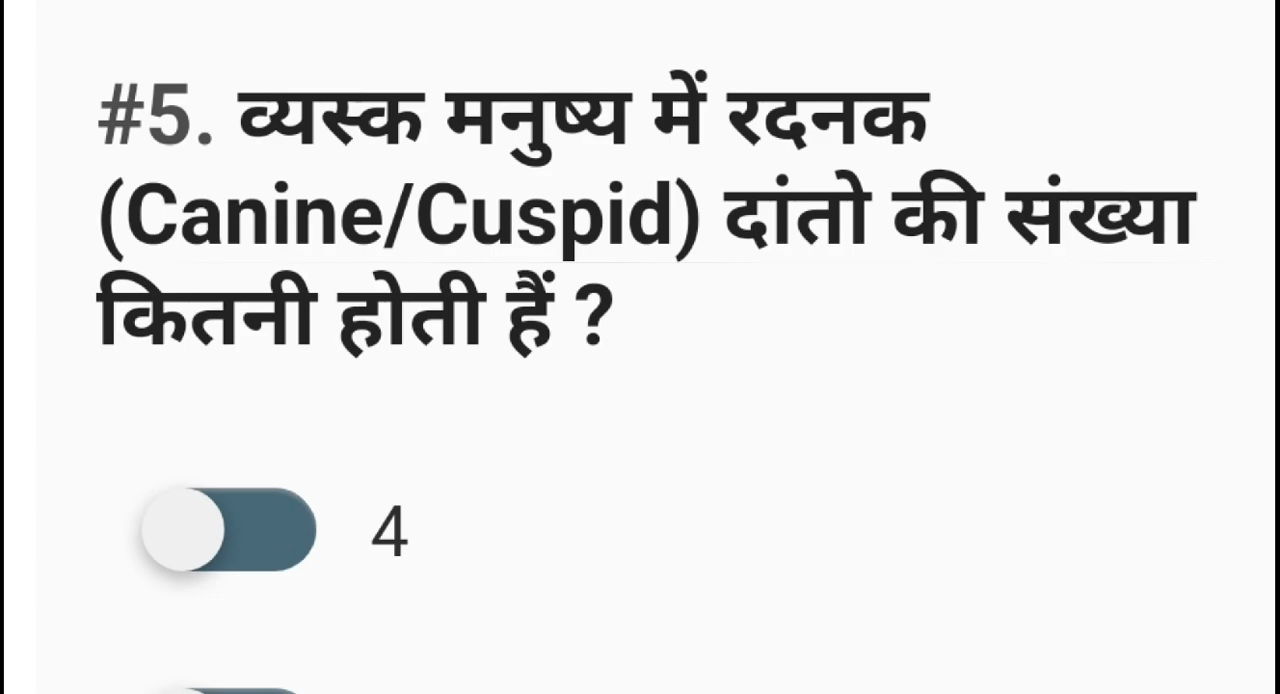 #5. व्यस्क मनुष्य में रदनक
(Canine/Cuspid) दांतो की संख्या
कितनी होती हैं ?
4